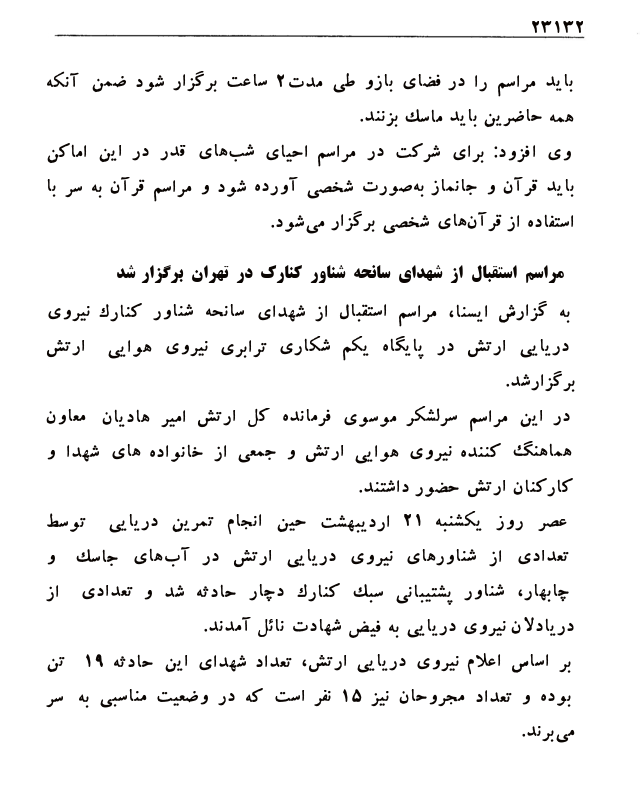 ۲۳۱۳۲
باید مراسم را در فضای بازو طی مدت۲ ساعت برگزار شود ضمن آنکه
همه حاضرین باید ماسك بزنند.
وی افزود: برای شرکت در مراسم احیای شب‌های قدر در این اماکن
باید قرآن و جانماز به‌صورت شخصی آورده شود و مراسم قرآن به سر با
استفاده از قرآن‌های شخصی برگزار می‌شود.
مراسم استقبال از شهدای سانحه شناور کنارک در تهران برگزار شد
به گزارش ایسنا، مراسم استقبال از شهدای سانحه شناور کنارك نیروی
دریایی ارتش در پایگاه یکم شکاری ترابری نیروی هوایی ارتش
برگزارشد.
در این مراسم سرلشکر موسوی فرمانده کل ارتش امیر هادیان معاون
هماهنگ کننده نیروی هوایی ارتش و جمعی از خانواده های شهدا و
کارکنان ارتش حضور داشتند.
عصر روز یکشنبه ۲۱ اردیبهشت حین انجام تمرین دریایی توسط
تعدادی از شناورهای نیروی دریایی ارتش در آب‌های جاسك و
چابهار، شناور پشتیبانی سبك کنارك دچار حادثه شد و تعدادی از
دریادلان نیروی دریایی به فیض شهادت نائل آمدند.
بر اساس اعلام نیروی دریایی ارتش، تعداد شهدای این حادثه ۱۹ تن
بوده و تعداد مجروحان نیز ۱۵ نفر است که در وضعیت مناسبی به سر
می‌برند.